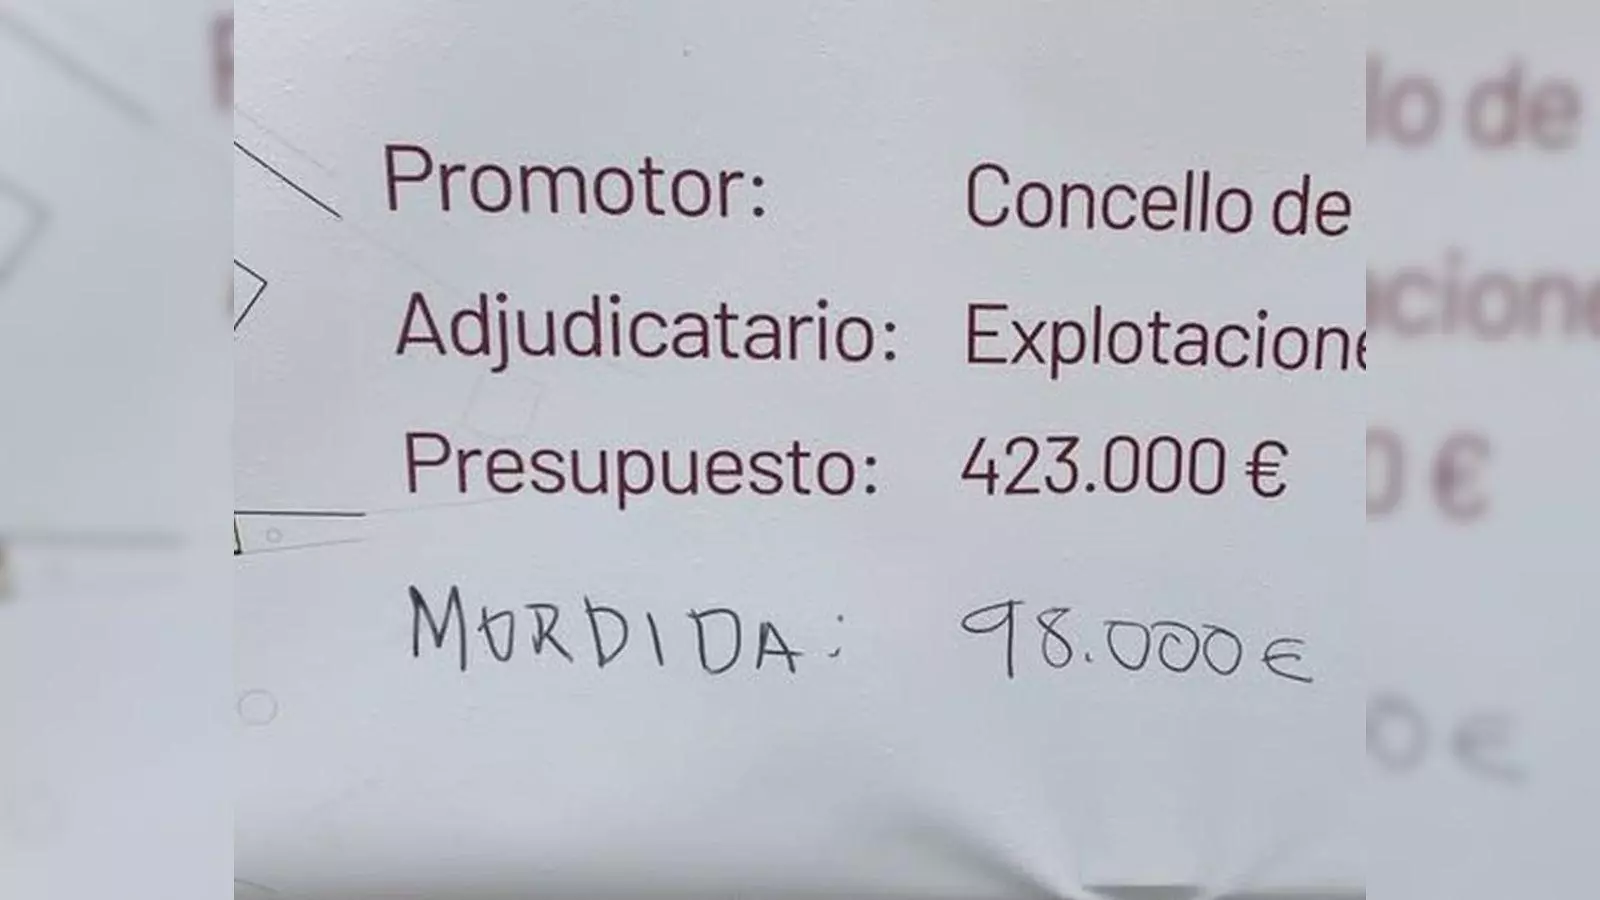 Promotor: Concello de
Adjudicatario: Explotacione
Presupuesto: 423.000 €
MORDIDA: 98.000 €